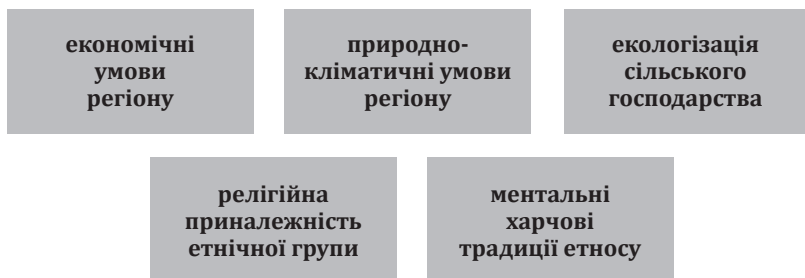 економічні
умови
регіону
природно-
кліматичні умови
регіону
екологізація
сільського
господарства
релігійна
приналежність
етнічної групи
ментальні
харчові
традиції етносу